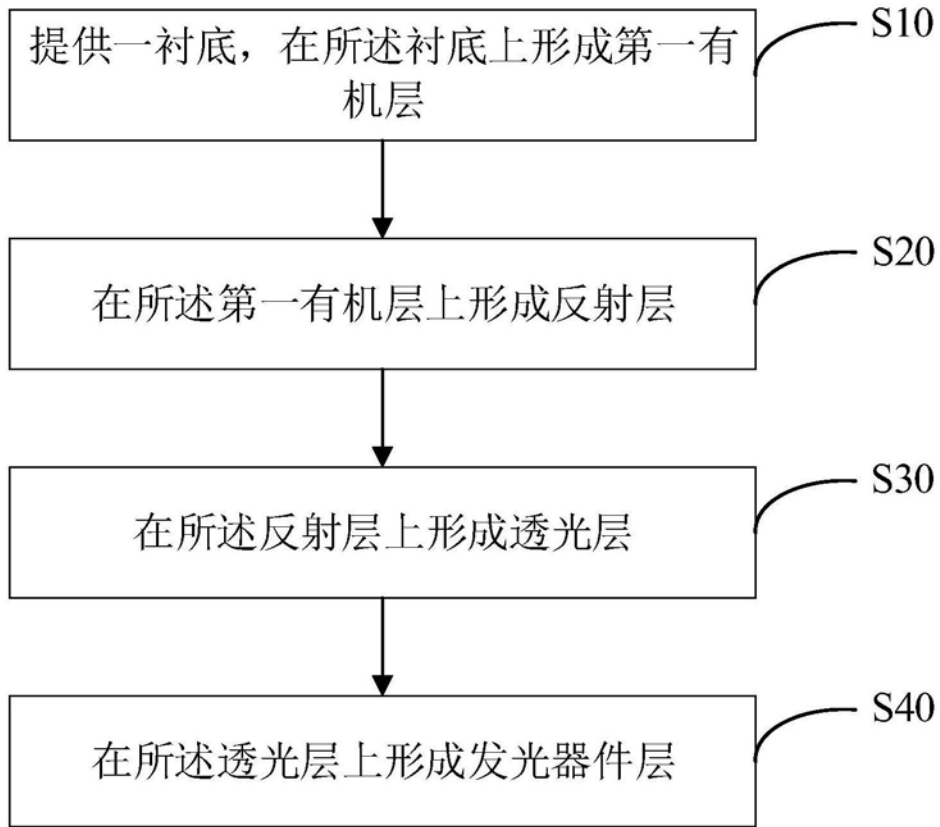 提供一衬底，在所述衬底上形成第一有
机层
S10
在所述第一有机层上形成反射层
S20
在所述反射层上形成透光层
S30
在所述透光层上形成发光器件层
S40